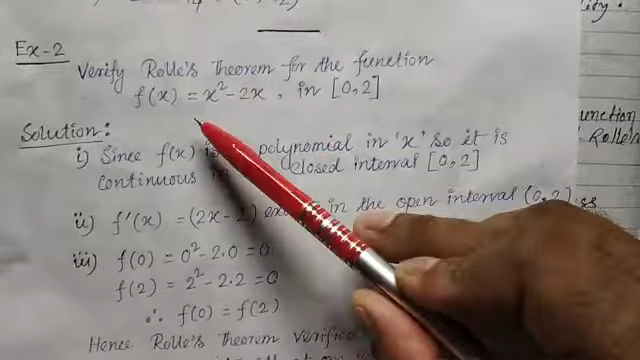 Ex-2
Verify Rolle's Theorem for the function
f(x) = x² - 2x , in [0,2]
Solution:
i) Since f(x) is polynomial in 'x' so it is
continuous closed interval [0,2]
ii) f'(x) = (2x-2) in the open interval (0,2)
iii) f(0) = 0² - 2.0 = 0
f(2) = 2² - 2.2 = 0
∴ f(0) = f(2)
Hence Rolle's Theorem
unction
Rolle's